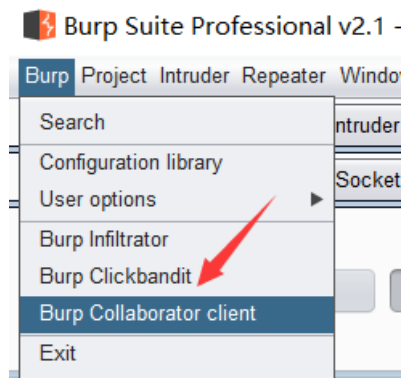 Burp Suite Professional v2.1 -
Burp Project Intruder Repeater Window
Search
ntruder
Configuration library
Socket
User options
Burp Infiltrator
Burp Clickbandit
Burp Collaborator client
Exit